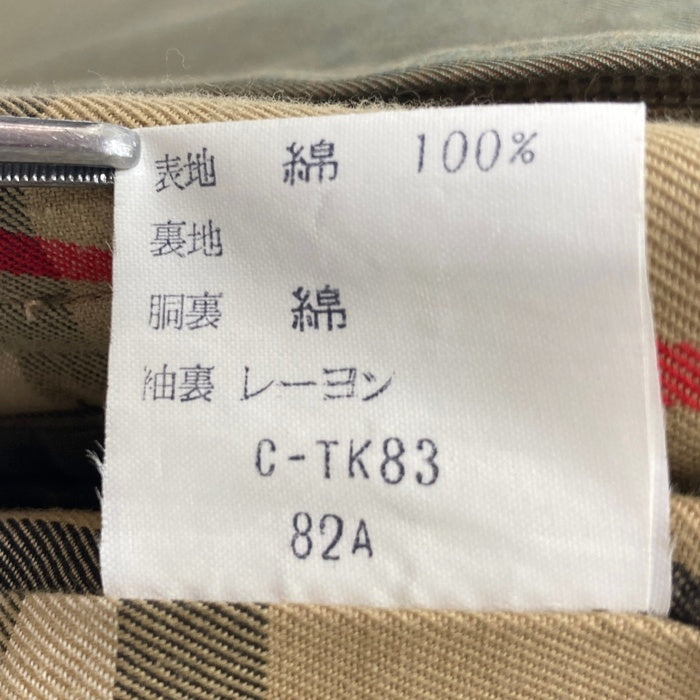 表地 綿 100%
裏地
胴裏 綿
袖裏 レーヨン
C-TK83
82A